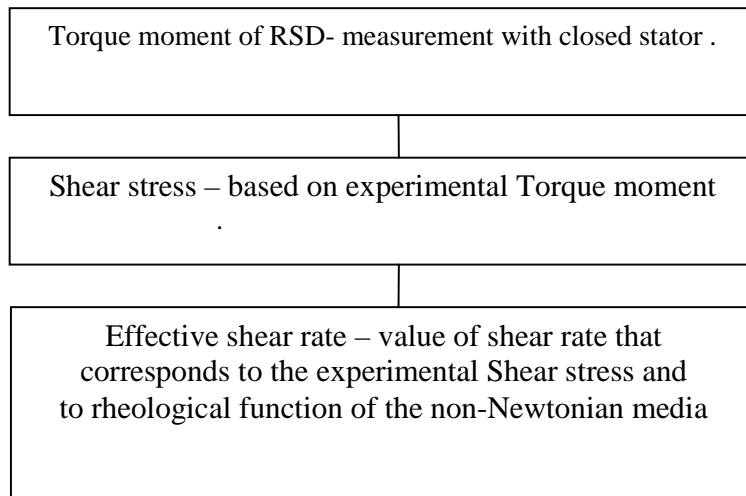 Torque moment of RSD- measurement with closed stator .
Shear stress – based on experimental Torque moment
.
Effective shear rate – value of shear rate that
corresponds to the experimental Shear stress and
to rheological function of the non-Newtonian media